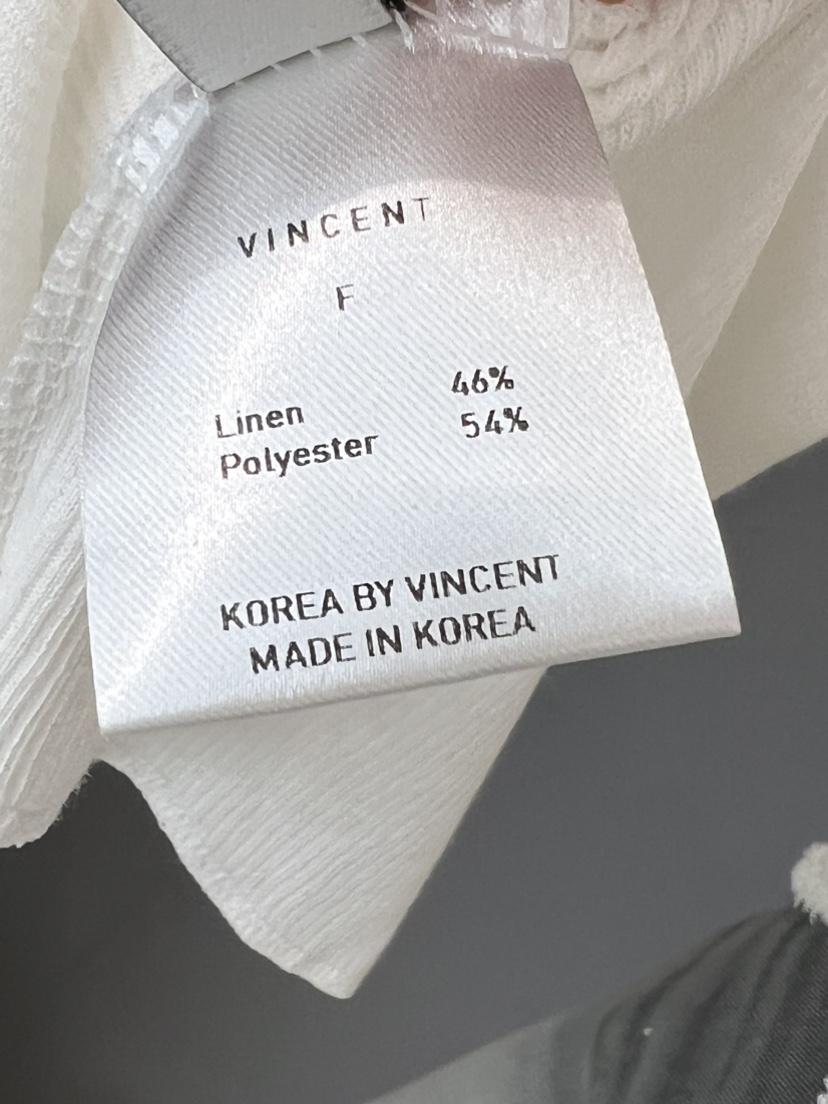 VINCENT
F
Linen 46%
Polyester 54%
KOREA BY VINCENT
MADE IN KOREA